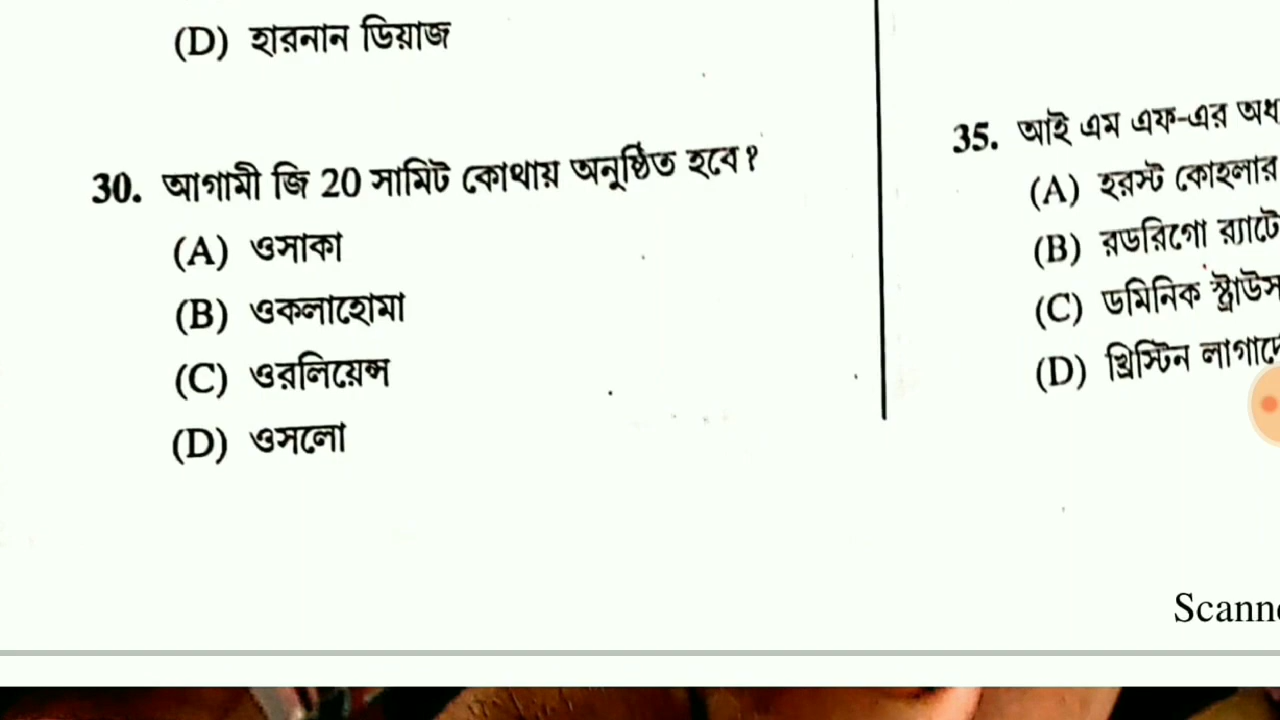 (D) হারনান ডিয়াজ
30. আগামী জি 20 সামিট কোথায় অনুষ্ঠিত হবে?
(A) ওসাকা
(B) ওকলাহোমা
(C) ওরলিয়েন্স
(D) ওসলো
35. আই এম এফ-এর
(A) হরস্ট কোহলার
(B) রডরিগো
(C) ডমিনিক
(D) খ্রিস্টিন